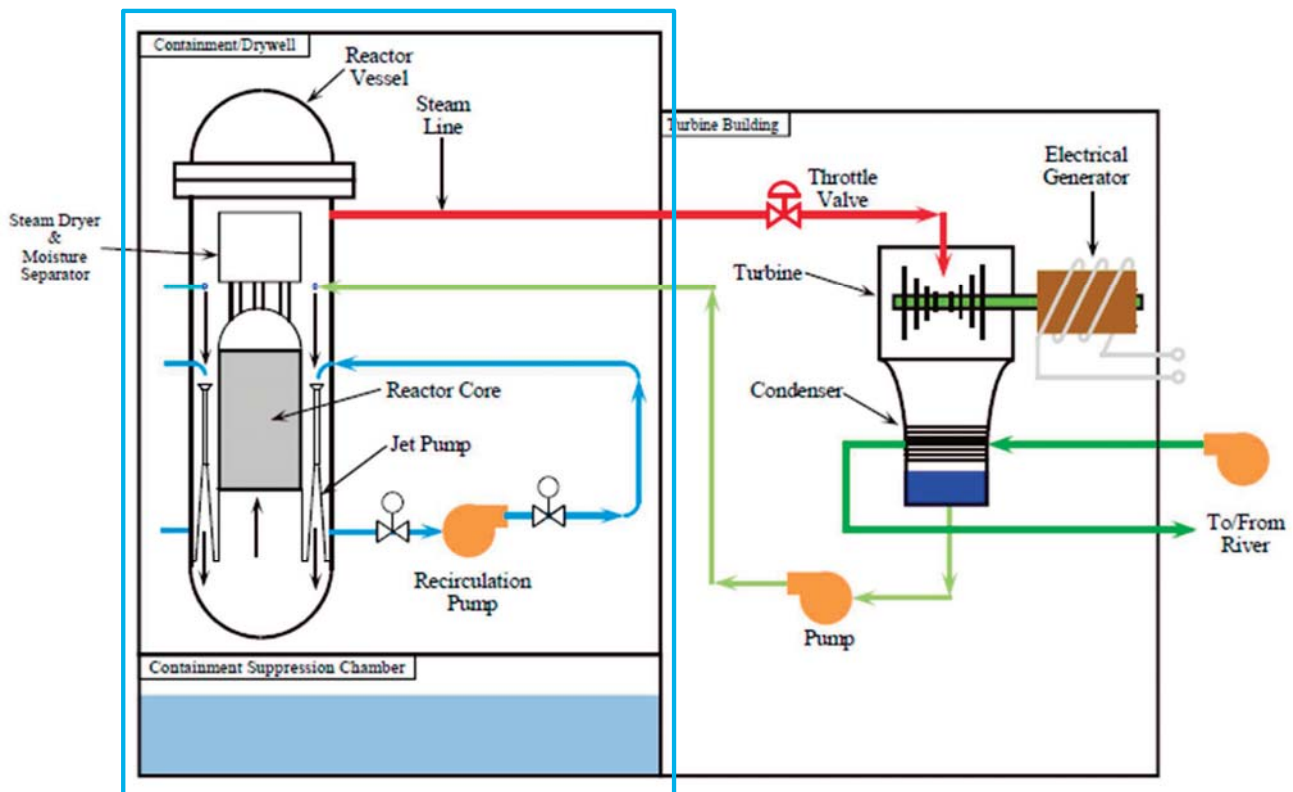 Containment/Drywell
Reactor
Vessel
Steam
Line
Turbine Building
Electrical
Generator
Throttle
Valve
Steam Dryer
&
Moisture
Separator
Turbine
Condenser
Reactor Core
Jet Pump
To/From
River
Recirculation
Pump
Pump
Containment Suppression Chamber